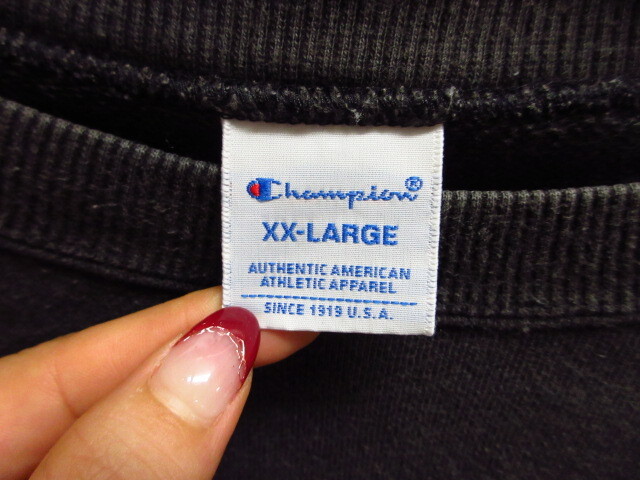 Champion®
XX-LARGE
AUTHENTIC AMERICAN
ATHLETIC APPAREL
SINCE 1919 U.S.A.